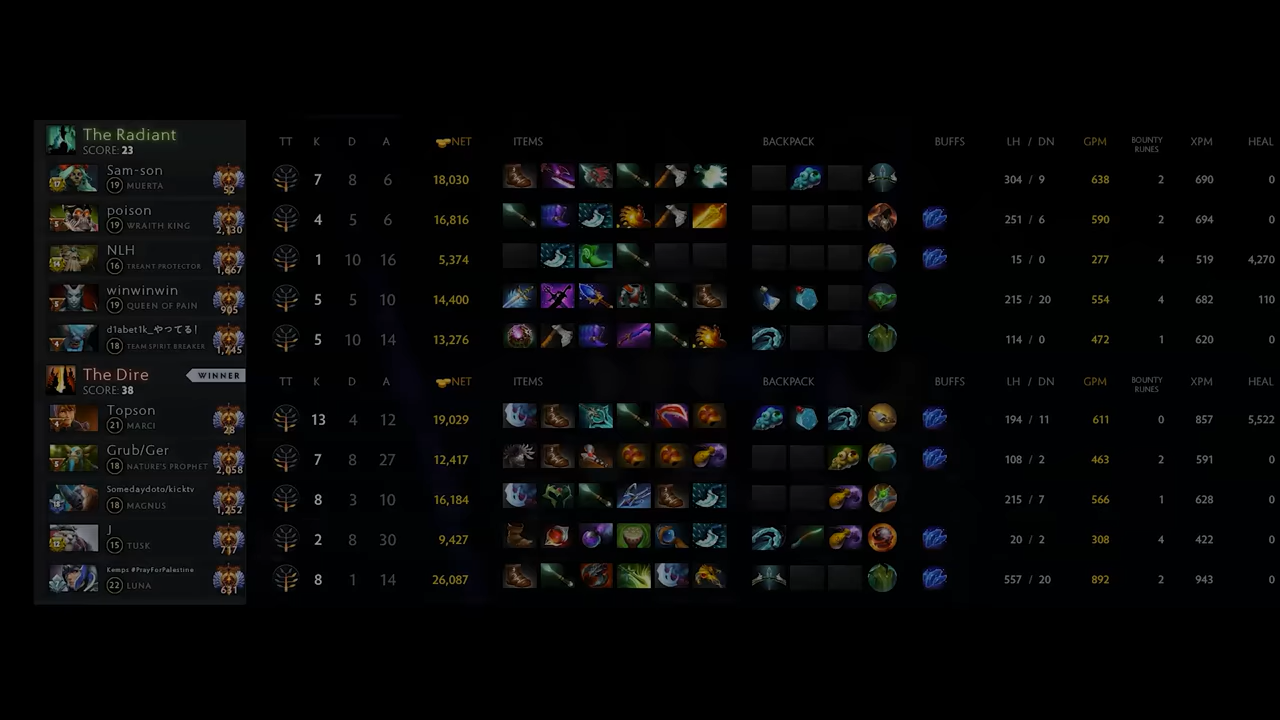 The Radiant
SCORE: 23
TT K D A NET ITEMS BACKPACK BUFFS LH / DN GPM BOUNTY RUNES XPM HEAL
17 Sam-son 19 MUERTA 52 7 8 6 18,030 304 / 9 638 2 690 0
5 poison 19 WRAITH KING 2,130 4 5 6 16,816 251 / 6 590 2 694 0
14 NLH 16 TREANT PROTECTOR 1,667 1 10 16 5,374 15 / 0 277 4 519 4,270
5 winwinwin 19 QUEEN OF PAIN 905 5 5 10 14,400 215 / 20 554 4 682 110
4 d1abet1k_やってる! 18 TEAM SPIRIT BREAKER 1,745 5 10 14 13,276 114 / 0 472 1 620 0
The Dire WINNER
SCORE: 38
TT K D A NET ITEMS BACKPACK BUFFS LH / DN GPM BOUNTY RUNES XPM HEAL
Topson 21 MARCI 28 13 4 12 19,029 194 / 11 611 0 857 5,522
Grub/Ger 18 NATURE'S PROPHET 2,058 7 8 27 12,417 108 / 2 463 2 591 0
Somedaydoto/kicktv 18 MAGNUS 1,252 8 3 10 16,184 215 / 7 566 1 628 0
J 15 TUSK 717 2 8 30 9,427 20 / 2 308 4 422 0
Kemps #PrayForPalestine 22 LUNA 631 8 1 14 26,087 557 / 20 892 2 943 0